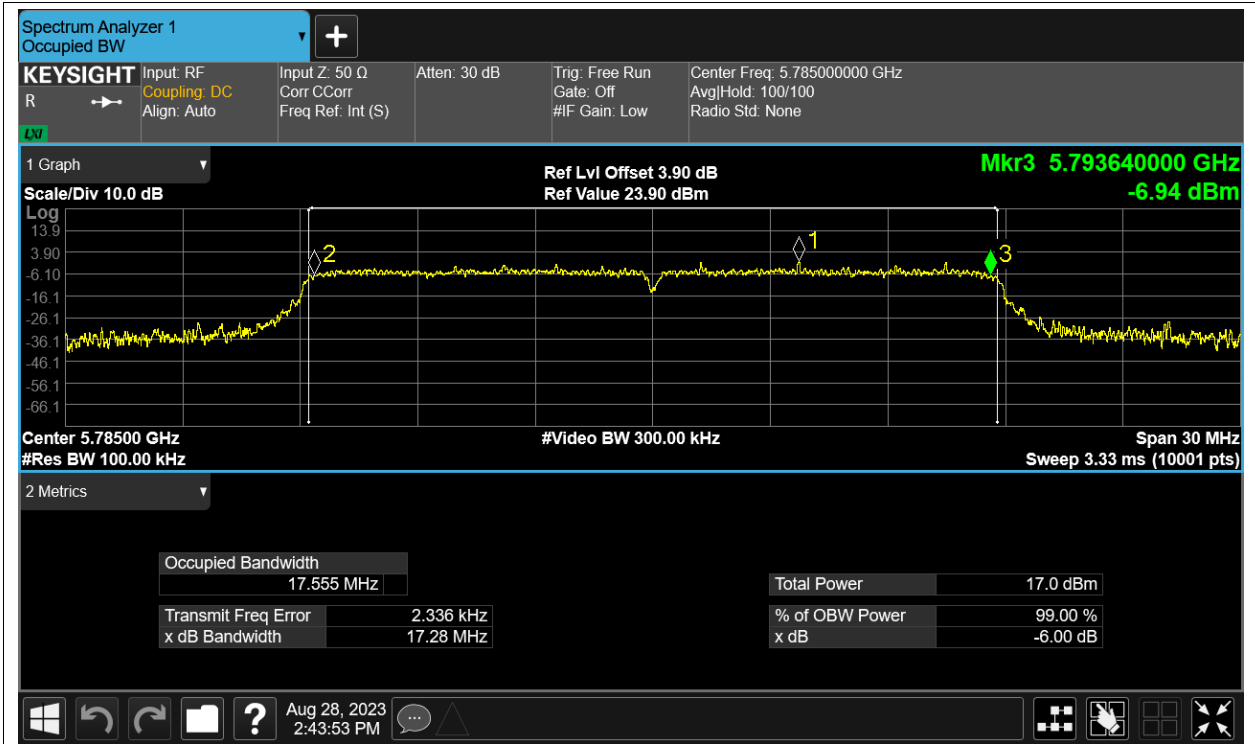 Spectrum Analyzer 1
Occupied BW
KEYSIGHT
R
LXI
Input: RF
Coupling: DC
Align: Auto
Input Z: 50 Ω
Corr CCorr
Freq Ref: Int (S)
Atten: 30 dB
Trig: Free Run
Gate: Off
#IF Gain: Low
Center Freq: 5.785000000 GHz
Avg|Hold: 100/100
Radio Std: None
1 Graph
Scale/Div 10.0 dB
Ref Lvl Offset 3.90 dB
Ref Value 23.90 dBm
Mkr3 5.793640000 GHz
-6.94 dBm
Log
13.9
3.90
-6.10
-16.1
-26.1
-36.1
-46.1
-56.1
-66.1
2
1
3
Center 5.78500 GHz
#Res BW 100.00 kHz
#Video BW 300.00 kHz
Span 30 MHz
Sweep 3.33 ms (10001 pts)
2 Metrics
Occupied Bandwidth
17.555 MHz
Transmit Freq Error 2.336 kHz
x dB Bandwidth 17.28 MHz
Total Power 17.0 dBm
% of OBW Power 99.00 %
x dB -6.00 dB
?
Aug 28, 2023
2:43:53 PM